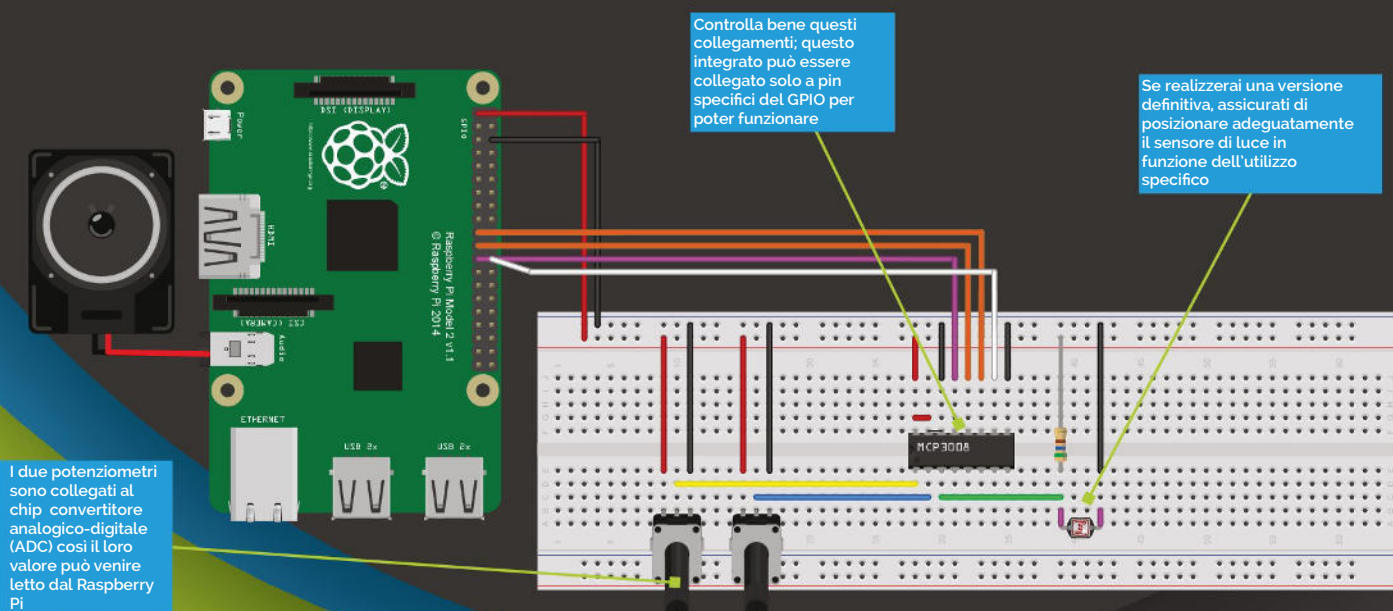 Controlla bene questi
collegamenti; questo
integrato può essere
collegato solo a pin
specifici del GPIO per
poter funzionare
Se realizzerai una versione
definitiva, assicurati di
posizionare adeguatamente
il sensore di luce in
funzione dell'utilizzo
specifico
DSI (DISPLAY)
Power
GPIO
HDMI
Raspberry Pi Model 2 v1.1
© Raspberry Pi 2014
CSI (CAMERA)
Audio
ETHERNET
USB 2x
USB 2x
MCP3008
I due potenziometri
sono collegati al
chip convertitore
analogico-digitale
(ADC) così il loro
valore può venire
letto dal Raspberry
Pi